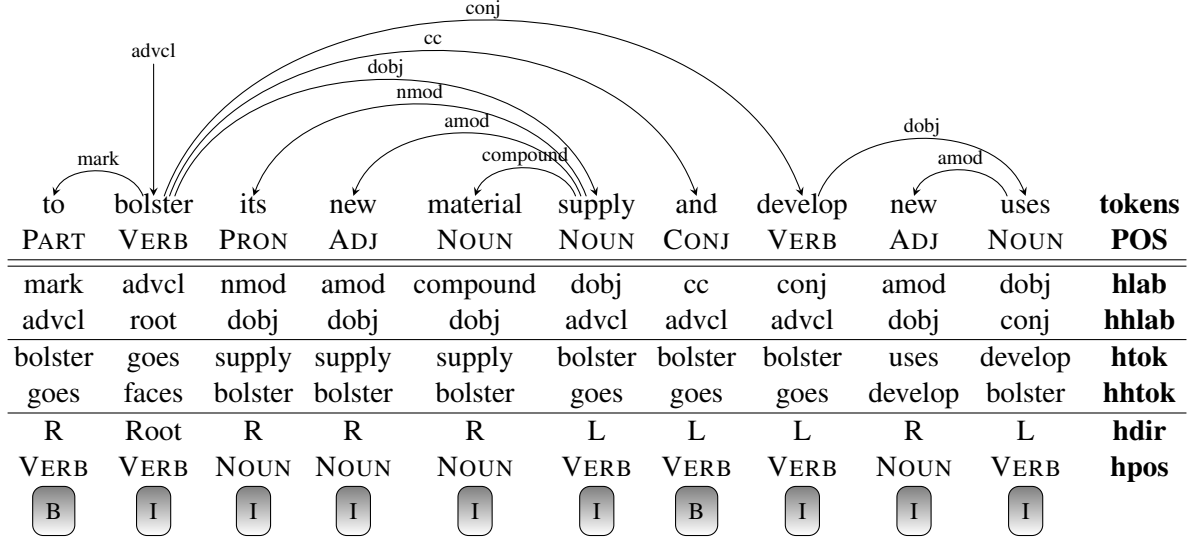 conj
cc
advcl
dobj
nmod
amod
dobj
mark
compound
amod
to bolster its new material supply and develop new uses tokens
PART VERB PRON ADJ NOUN NOUN CONJ VERB ADJ NOUN POS
mark advcl nmod amod compound dobj cc conj amod dobj hlab
advcl root dobj dobj dobj advcl advcl advcl dobj conj hhlab
bolster goes supply supply supply bolster bolster bolster uses develop htok
goes faces bolster bolster bolster goes goes goes develop bolster hhtok
R Root R R R L L L R L hdir
VERB VERB NOUN NOUN NOUN VERB VERB VERB NOUN VERB hpos
B I I I I I B I I I